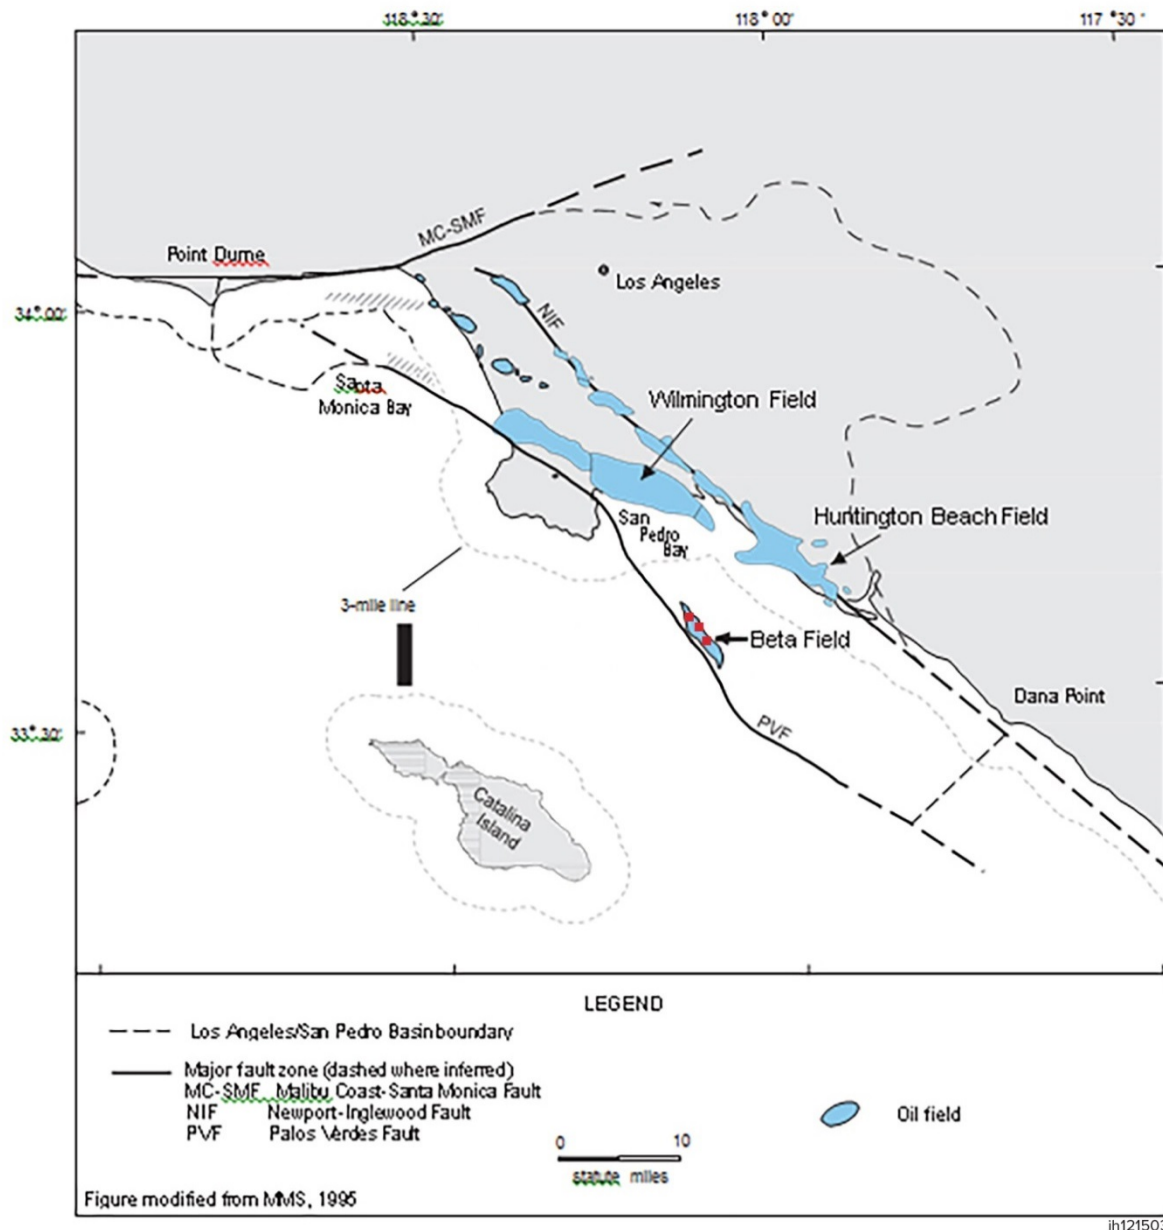 118°30'
118°00'
117°30'
MC-SMF
Point Dume
Los Angeles
34°00'
NIF
Santa
Monica Bay
Wilmington Field
San
Pedro
Bay
Huntington Beach Field
3-mile line
Beta Field
Dana Point
PVF
33°30'
Catalina
Island
LEGEND
Los Angeles/San Pedro Basin boundary
Major fault zone (dashed where inferred)
MC-SMF Malibu Coast-Santa Monica Fault
NIF Newport-Inglewood Fault
PVF Palos Verdes Fault
Oil field
0 10
statute miles
Figure modified from MMS, 1995